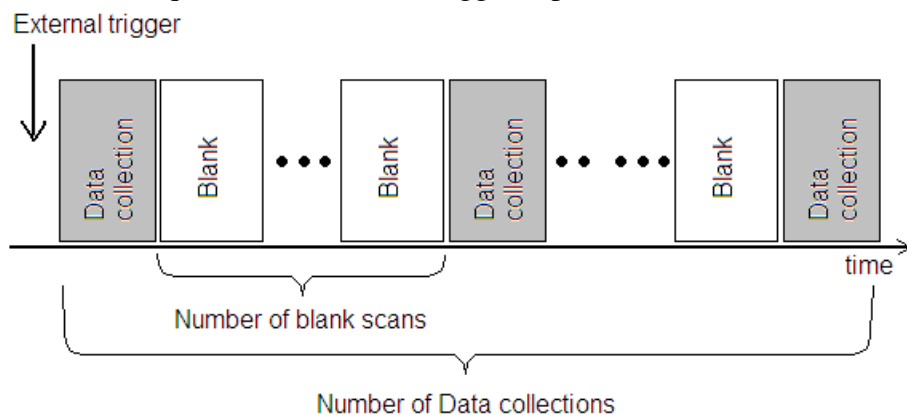 External trigger
Data
collection
Blank
Blank
Data
collection
Blank
Data
collection
time
Number of blank scans
Number of Data collections